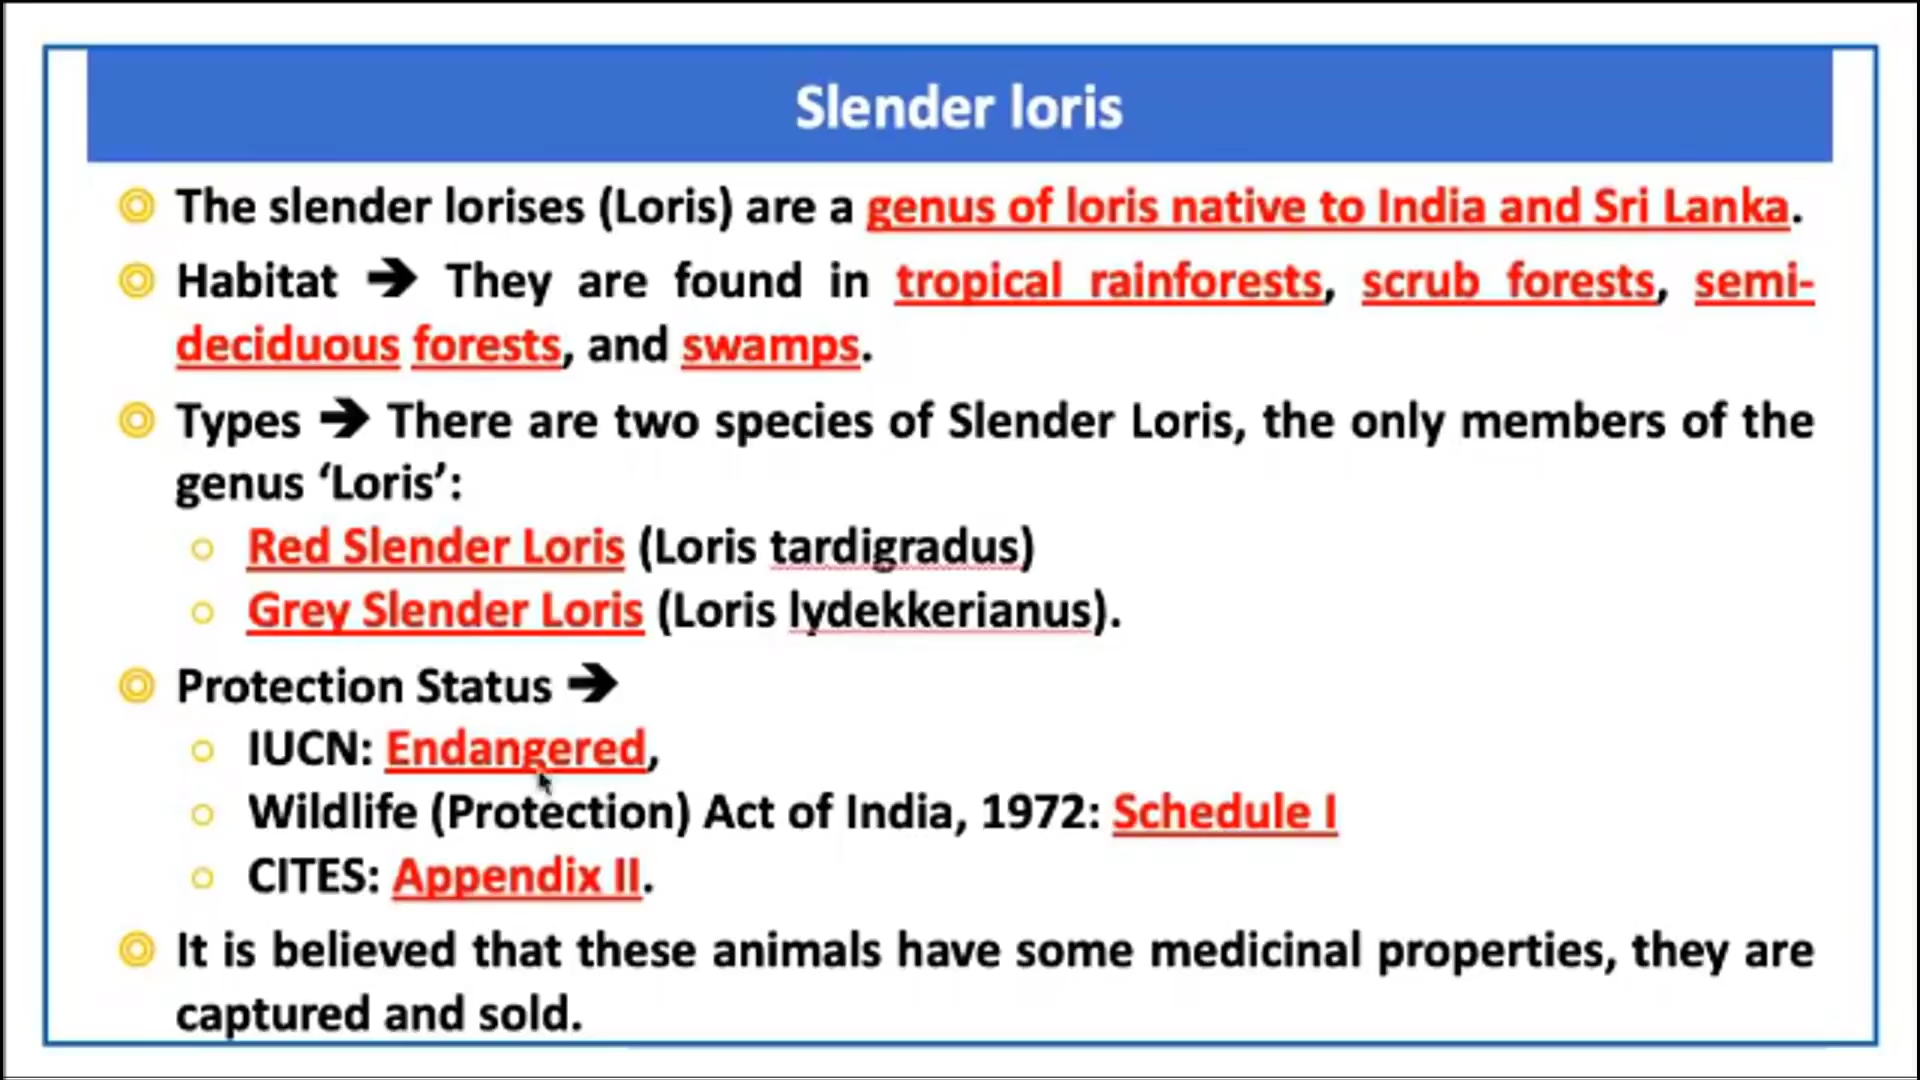 Slender loris
The slender lorises (Loris) are a genus of loris native to India and Sri Lanka.
Habitat ➔ They are found in tropical rainforests, scrub forests, semi-
deciduous forests, and swamps.
Types ➔ There are two species of Slender Loris, the only members of the
genus ‘Loris’:
Red Slender Loris (Loris tardigradus)
Grey Slender Loris (Loris lydekkerianus).
Protection Status ➔
IUCN: Endangered,
Wildlife (Protection) Act of India, 1972: Schedule I
CITES: Appendix II.
It is believed that these animals have some medicinal properties, they are
captured and sold.